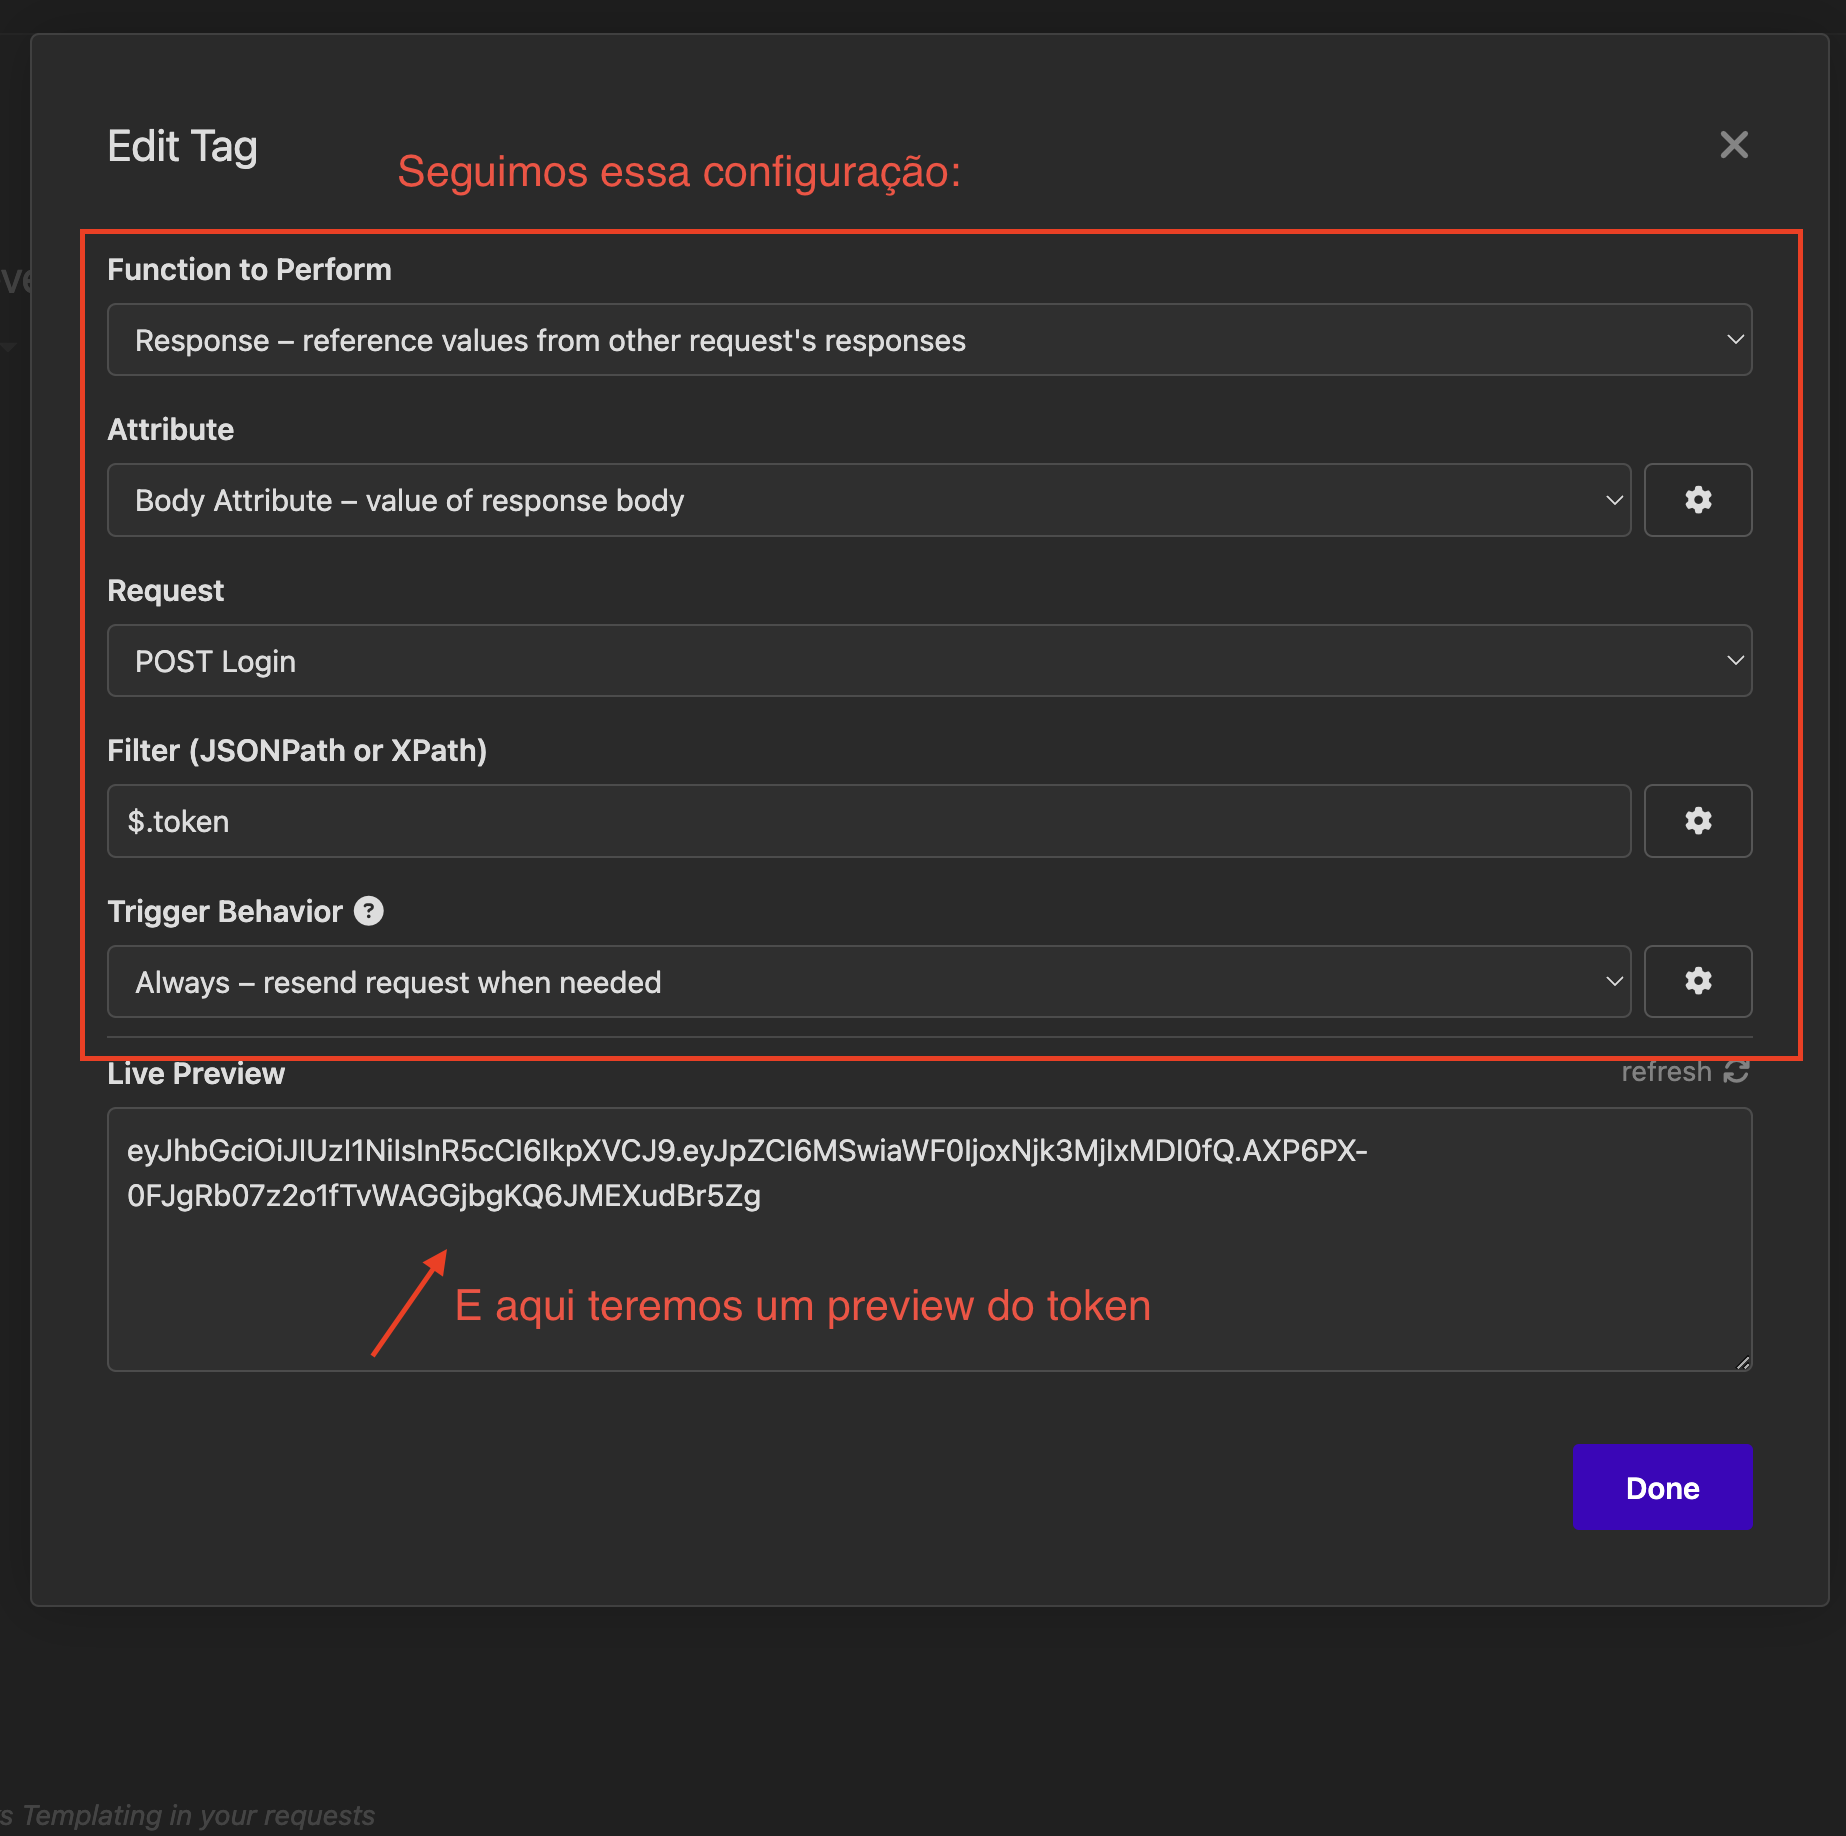 Edit Tag
Seguimos essa configuração:
Function to Perform
Response – reference values from other request's responses
Attribute
Body Attribute – value of response body
Request
POST Login
Filter (JSONPath or XPath)
$.token
Trigger Behavior ?
Always – resend request when needed
Live Preview
refresh
eyJhbGciOiJIUzI1NiIsInR5cCI6IkpXVCJ9.eyJpZCI6MSwiaWF0IjoxNjk3MjIxMDI0fQ.AXP6PX-
0FJgRb07z2o1fTvWAGGjbgKQ6JMEXudBr5Zg
E aqui teremos um preview do token
Done
Templating in your requests